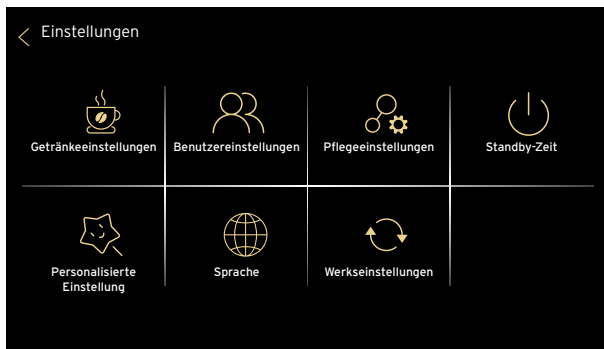 Einstellungen
Getränkeeinstellungen
Benutzereinstellungen
Pflegeeinstellungen
Standby-Zeit
Personalisierte
Einstellung
Sprache
Werkseinstellungen